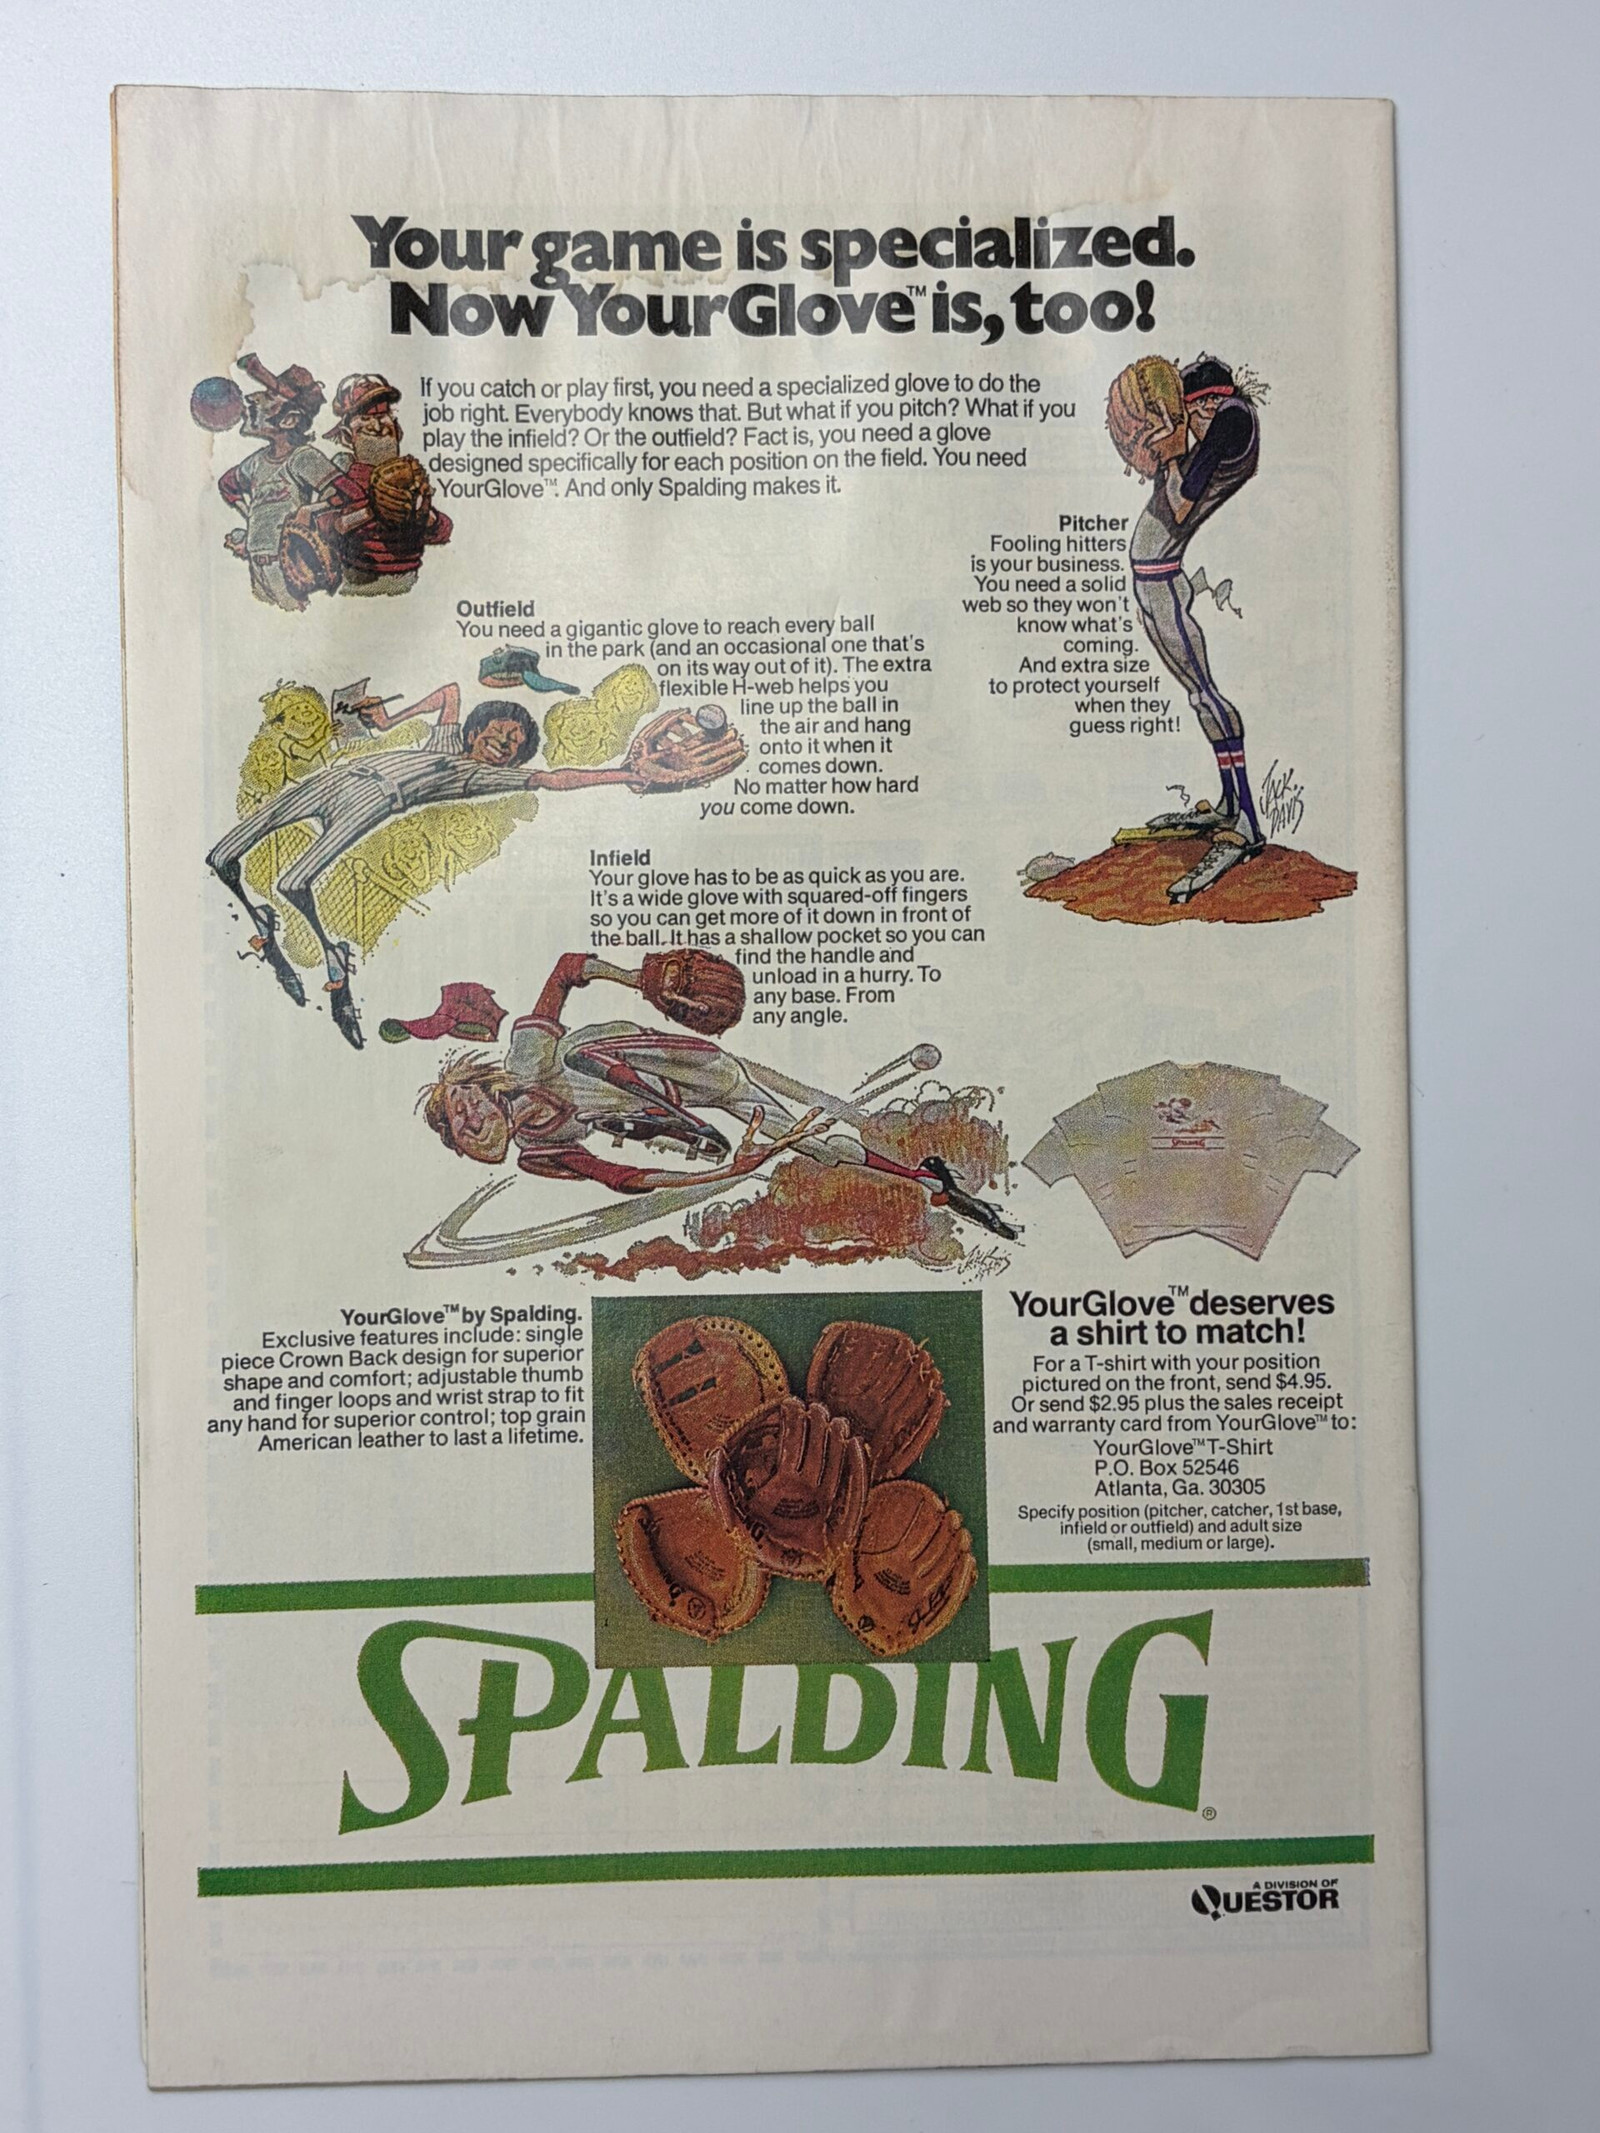 Your game is specialized.
Now YourGlove™ is, too!
If you catch or play first, you need a specialized glove to do the
job right. Everybody knows that. But what if you pitch? What if you
play the infield? Or the outfield? Fact is, you need a glove
designed specifically for each position on the field. You need
YourGlove™. And only Spalding makes it.
Pitcher
Fooling hitters
is your business.
You need a solid
web so they won't
know what's
coming.
And extra size
to protect yourself
when they
guess right!
JACK DAVIS
Outfield
You need a gigantic glove to reach every ball
in the park (and an occasional one that's
on its way out of it). The extra
flexible H-web helps you
line up the ball in
the air and hang
onto it when it
comes down.
No matter how hard
you come down.
Infield
Your glove has to be as quick as you are.
It's a wide glove with squared-off fingers
so you can get more of it down in front of
the ball. It has a shallow pocket so you can
find the handle and
unload in a hurry. To
any base. From
any angle.
SPALDING
YourGlove™ by Spalding.
Exclusive features include: single
piece Crown Back design for superior
shape and comfort; adjustable thumb
and finger loops and wrist strap to fit
any hand for superior control; top grain
American leather to last a lifetime.
YourGlove™ deserves
a shirt to match!
For a T-shirt with your position
pictured on the front, send $4.95.
Or send $2.95 plus the sales receipt
and warranty card from YourGlove™ to:
YourGlove™ T-Shirt
P.O. Box 52546
Atlanta, Ga. 30305
Specify position (pitcher, catcher, 1st base,
infield or outfield) and adult size
(small, medium or large).
SPALDING®
A DIVISION OF
QUESTOR